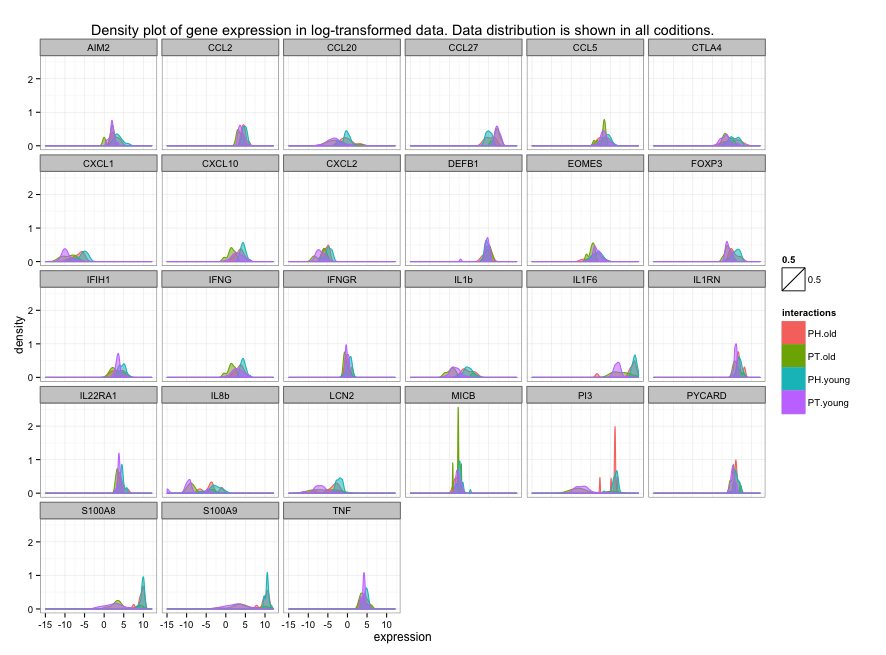 Density plot of gene expression in log-transformed data. Data distribution is shown in all coditions.
AIM2 CCL2 CCL20 CCL27 CCL5 CTLA4
2
1
0
CXCL1 CXCL10 CXCL2 DEFB1 EOMES FOXP3
2
1
0
IFIH1 IFNG IFNGR IL1b IL1F6 IL1RN
2
1
0
IL22RA1 IL8b LCN2 MICB PI3 PYCARD
2
1
0
S100A8 S100A9 TNF
2
1
0
-15 -10 -5 0 5 10 -15 -10 -5 0 5 10 -15 -10 -5 0 5 10
expression
density
0.5
0.5
interactions
PH.old
PT.old
PH.young
PT.young